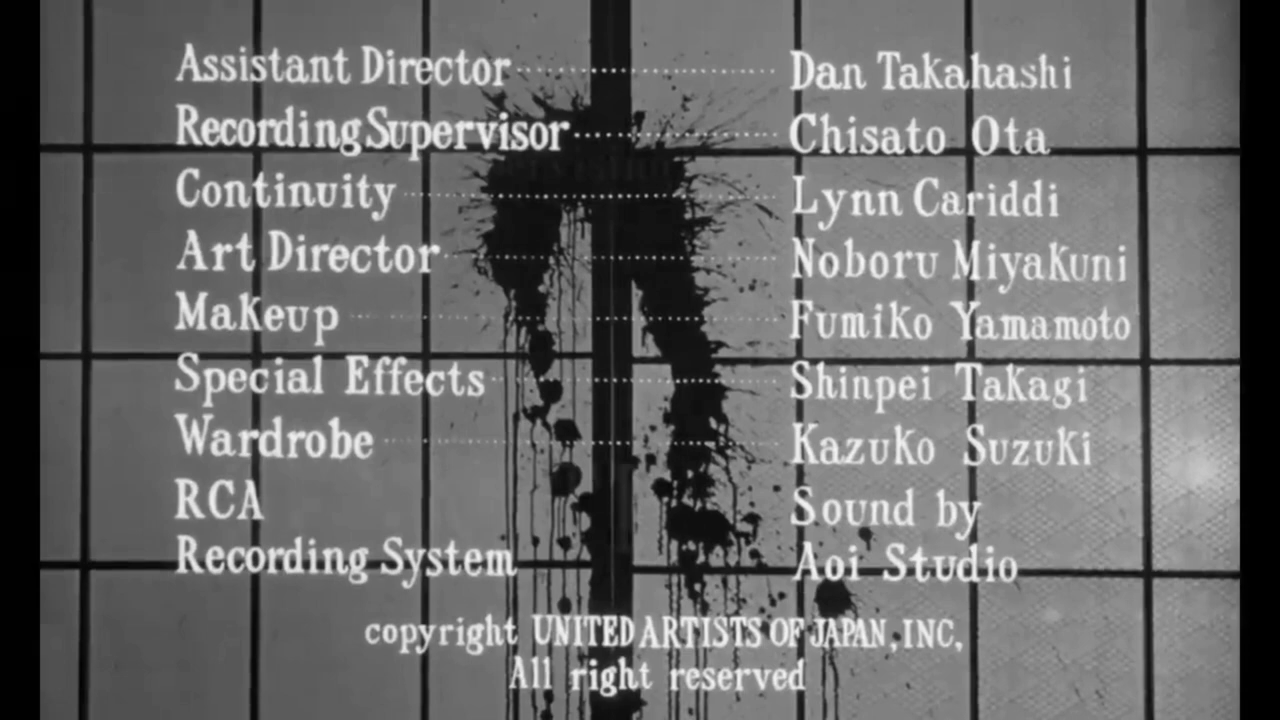 Assistant Director ........................ Dan Takahashi
Recording Supervisor .................... Chisato Ota
Continuity ........................ Lynn Cariddi
Art Director ........................ Noboru Miyakuni
Makeup ........................ Fumiko Yamamoto
Special Effects ........................ Shinpei Takagi
Wardrobe ........................ Kazuko Suzuki
RCA Sound by
Recording System Aoi Studio
copyright UNITED ARTISTS OF JAPAN, INC,
All right reserved